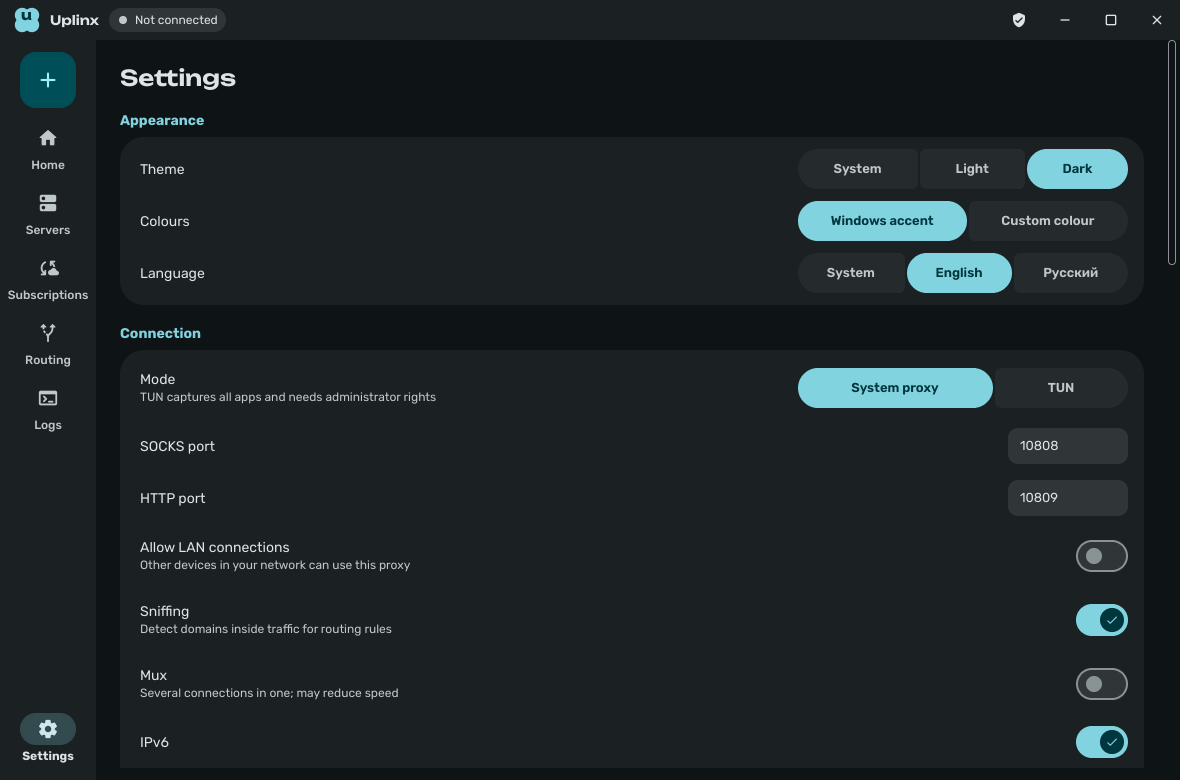 Uplinx
Not connected
Home
Servers
Subscriptions
Routing
Logs
Settings
Settings
Appearance
Theme
System
Light
Dark
Colours
Windows accent
Custom colour
Language
System
English
Русский
Connection
Mode
TUN captures all apps and needs administrator rights
System proxy
TUN
SOCKS port
10808
HTTP port
10809
Allow LAN connections
Other devices in your network can use this proxy
Sniffing
Detect domains inside traffic for routing rules
Mux
Several connections in one; may reduce speed
IPv6